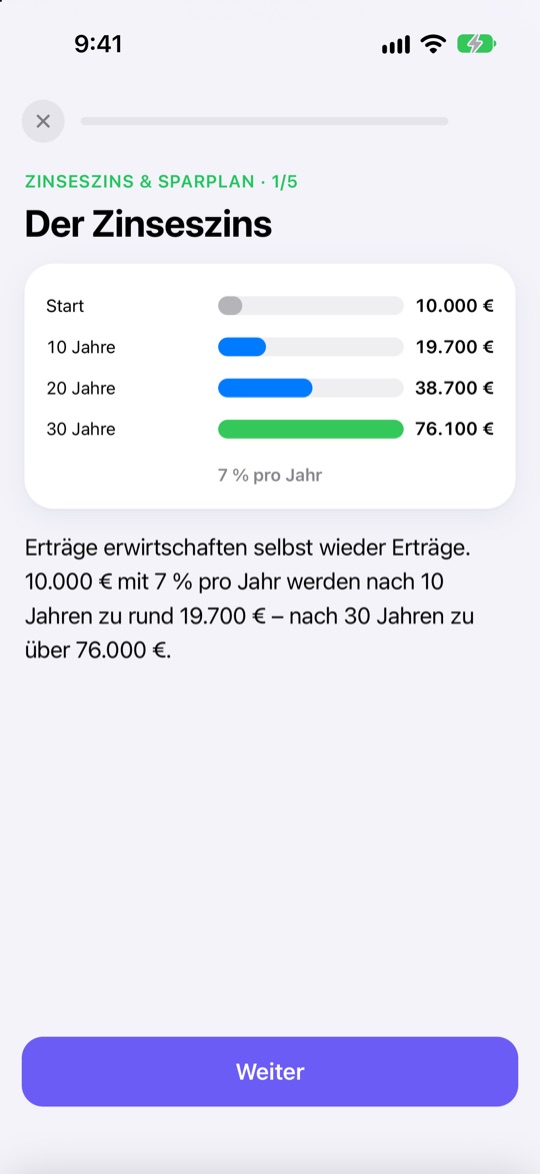 9:41
ZINSESZINS & SPARPLAN · 1/5
Der Zinseszins
Start 10.000 €
10 Jahre 19.700 €
20 Jahre 38.700 €
30 Jahre 76.100 €
7 % pro Jahr
Erträge erwirtschaften selbst wieder Erträge.
10.000 € mit 7 % pro Jahr werden nach 10
Jahren zu rund 19.700 € – nach 30 Jahren zu
über 76.000 €.
Weiter